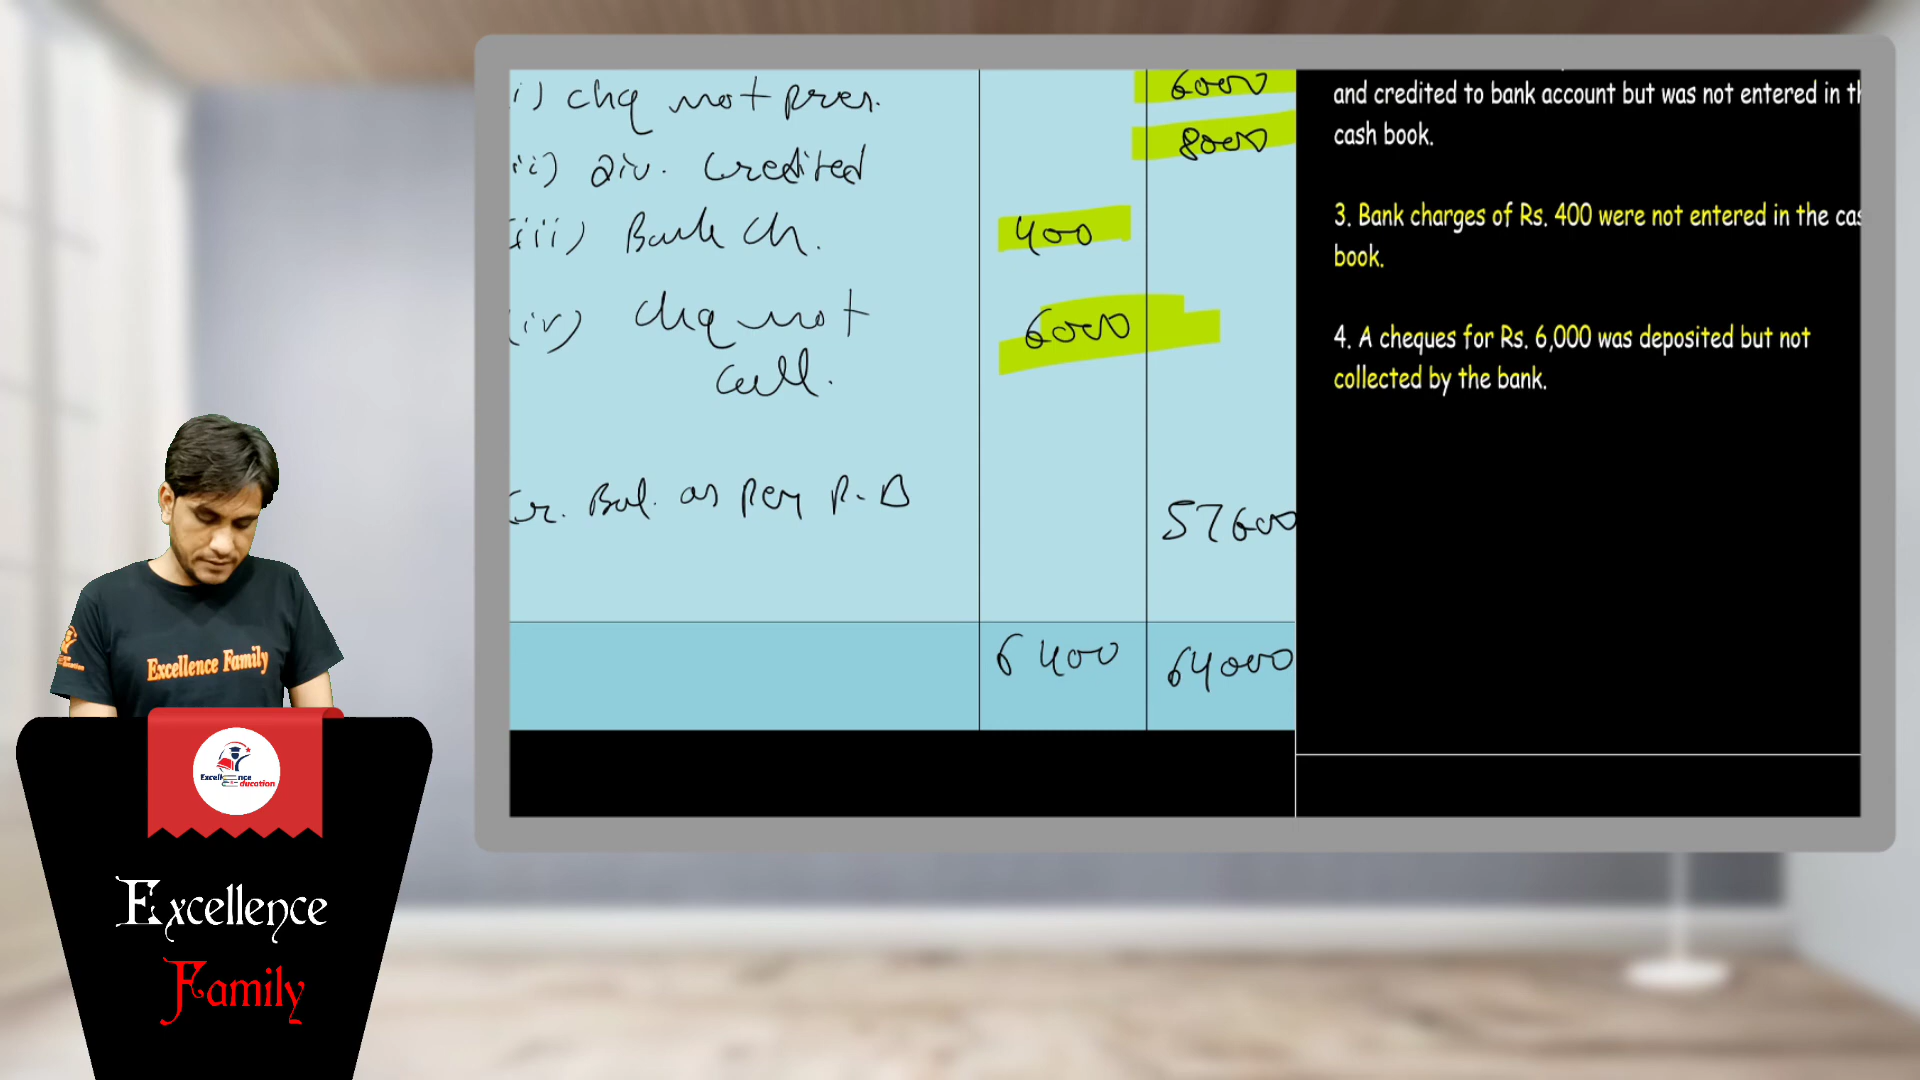 i) chq not pres. 6000
ii) Div. Credited 8000
(iii) Bank Ch. 400
(iv) chq not 6000
coll.
Cr. Bal. as per P.B 57600
6400 64000
and credited to bank account but was not entered in th
cash book.
3. Bank charges of Rs. 400 were not entered in the cas
book.
4. A cheques for Rs. 6,000 was deposited but not
collected by the bank.
Excellence Family
Excellence
Education
Excellence
Family